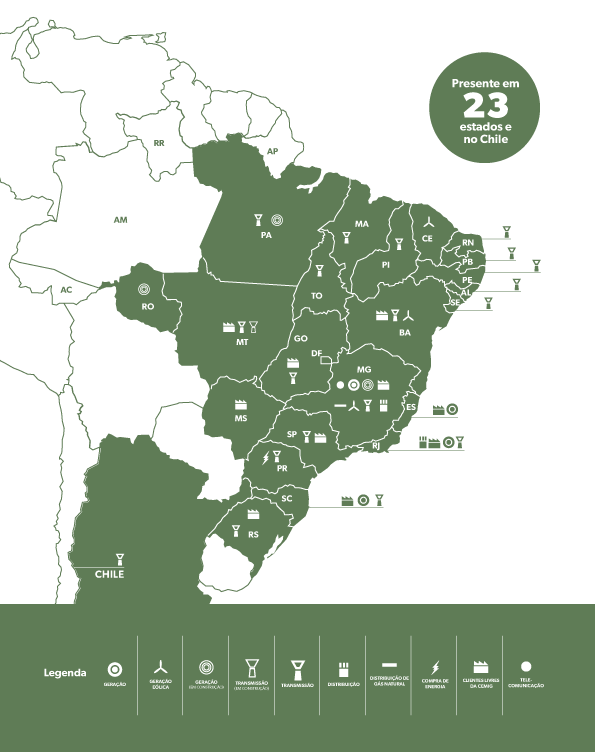 Presente em
23
estados e
no Chile
RR
AP
AM
PA
MA
CE
RN
PB
PI
PE
AC
AL
RO
TO
SE
BA
MT
GO
DF
MG
MS
ES
SP
RJ
PR
SC
RS
CHILE
Legenda
GERAÇÃO
GERAÇÃO
EÓLICA
GERAÇÃO
(EM CONSTRUÇÃO)
TRANSMISSÃO
(EM CONSTRUÇÃO)
TRANSMISSÃO
DISTRIBUIÇÃO
DISTRIBUIÇÃO DE
GÁS NATURAL
COMPRA DE
ENERGIA
CLIENTES LIVRES
DA CEMIG
TELE-
COMUNICAÇÃO